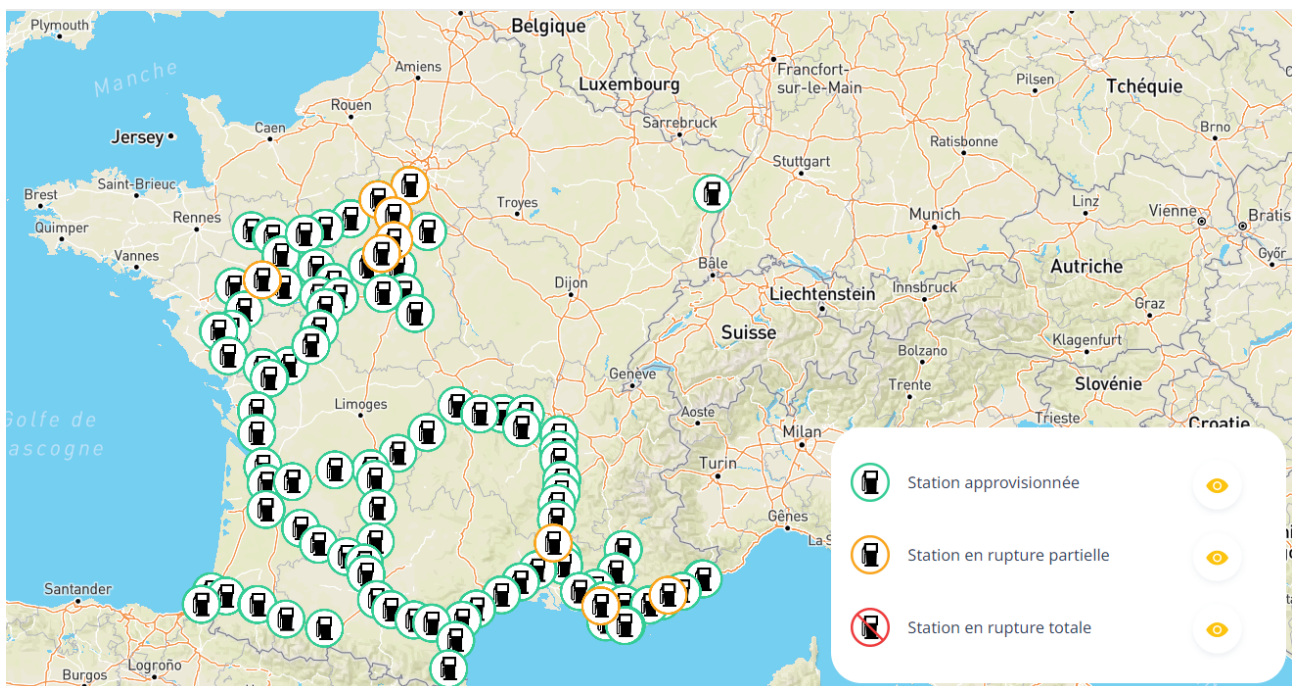 Plymouth
Belgique
Manche
Amiens
Luxembourg
Francfort-
sur-le-Main
Pilsen
Tchéquie
Rouen
Jersey
Caen
Sarrebruck
Ratisbonne
Brno
Stuttgart
Brest
Saint-Brieuc
Rennes
Troyes
Quimper
Vannes
Munich
Linz
Vienne
Bratis
Győr
Dijon
Bâle
Liechtenstein
Innsbruck
Autriche
Graz
Suisse
Klagenfurt
Bolzano
Genève
Trente
Slovénie
Limoges
Aoste
Milan
Trieste
Croatie
Golfe de
ascogne
Turin
Gênes
La S
Santander
Logroño
Burgos
Station approvisionnée
Station en rupture partielle
Station en rupture totale